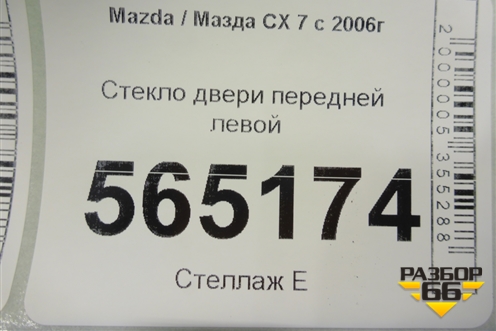 Mazda / Мазда CX 7 с 2006г
Стекло двери передней
левой
565174
Стеллаж Е
2000005355288
РАЗБОР
66